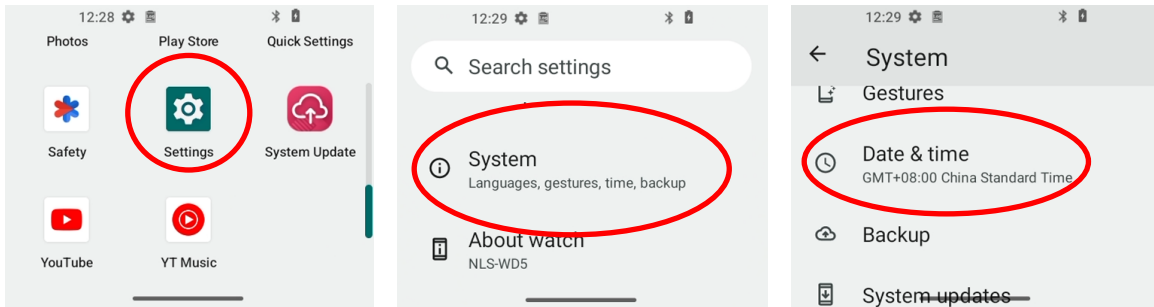 12:28
Photos Play Store Quick Settings
Safety Settings System Update
YouTube YT Music
12:29
Search settings
System
Languages, gestures, time, backup
About watch
NLS-WD5
12:29
System
Gestures
Date & time
GMT+08:00 China Standard Time
Backup
System updates